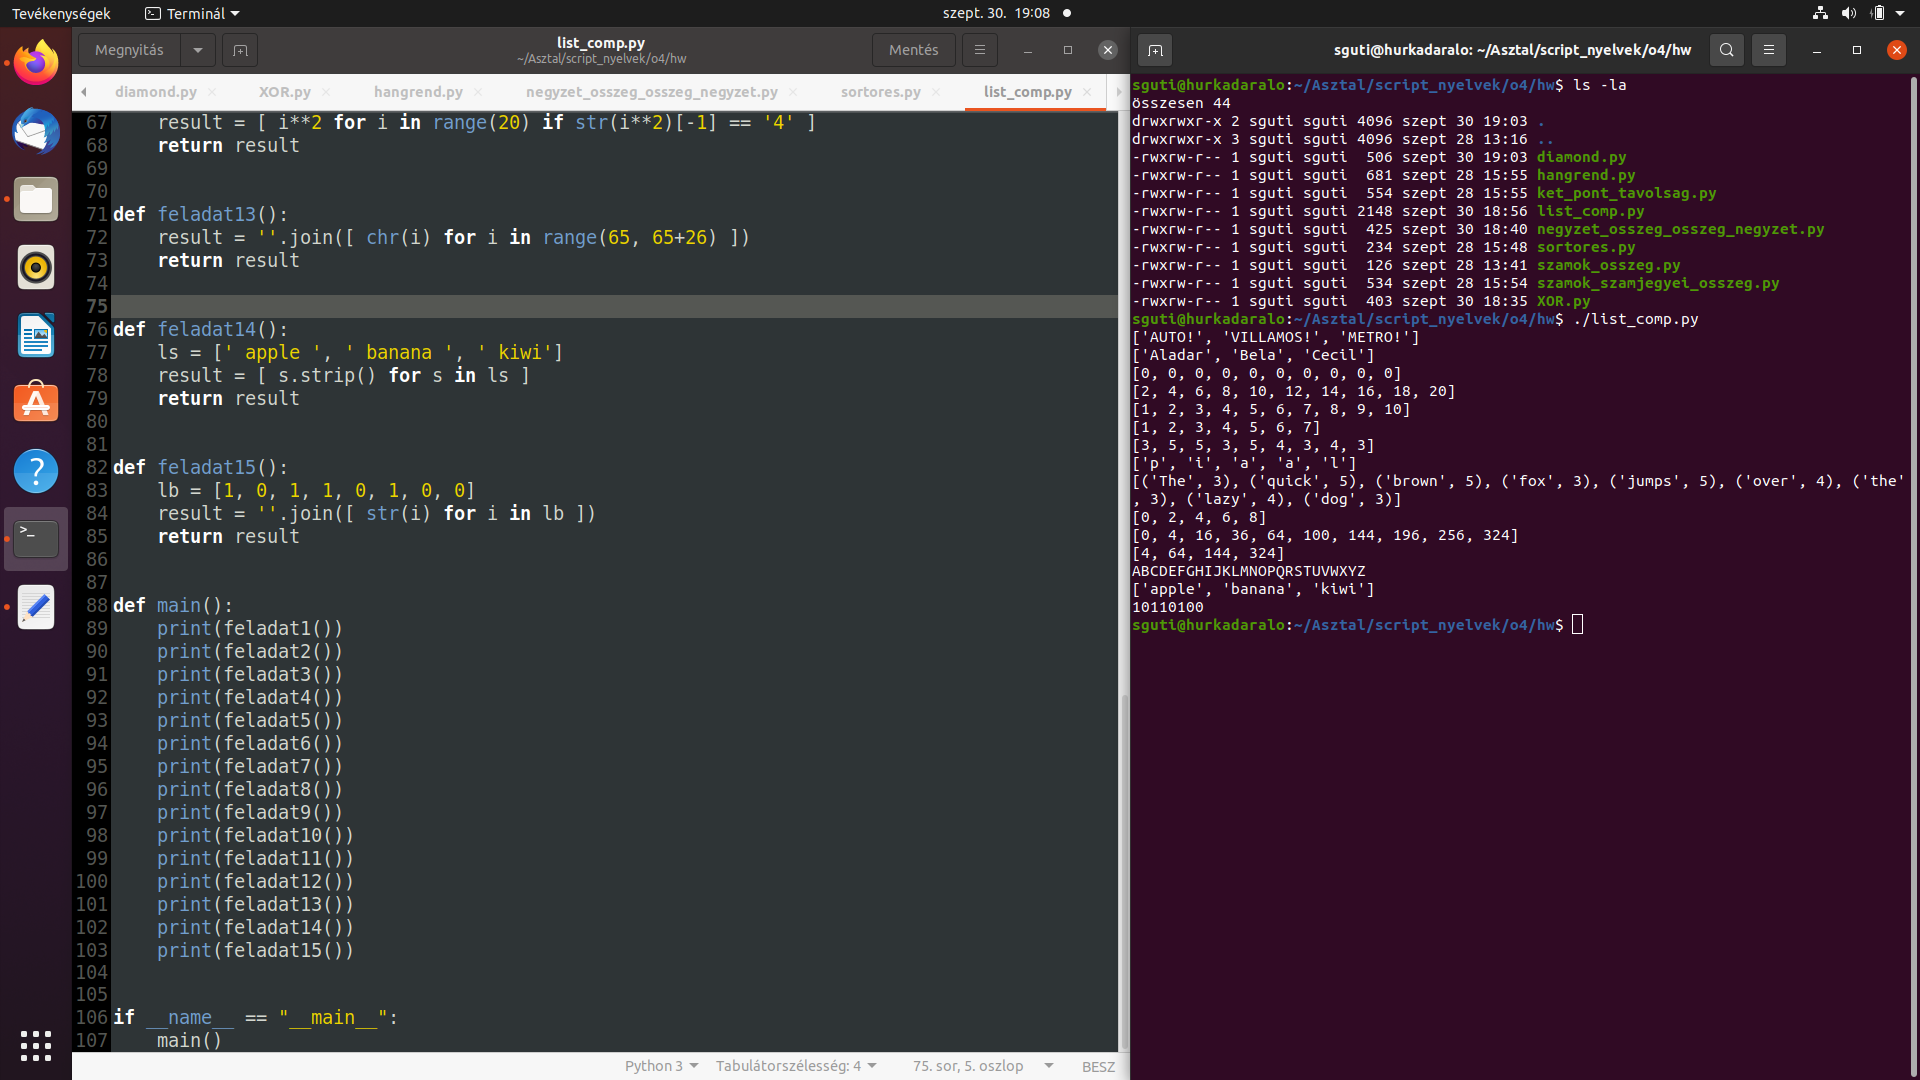 Tevékenységek
Terminál
szept. 30. 19:08
Megnyitás
list_comp.py
~/Asztal/script_nyelvek/o4/hw
Mentés
diamond.py
XOR.py
hangrend.py
negyzet_osszeg_osszeg_negyzet.py
sortores.py
list_comp.py
67 result = [ i**2 for i in range(20) if str(i**2)[-1] == '4' ]
68 return result
69
70
71 def feladat13():
72 result = ''.join([ chr(i) for i in range(65, 65+26) ])
73 return result
74
75
76 def feladat14():
77 ls = [' apple ', ' banana ', ' kiwi']
78 result = [ s.strip() for s in ls ]
79 return result
80
81
82 def feladat15():
83 lb = [1, 0, 1, 1, 0, 1, 0, 0]
84 result = ''.join([ str(i) for i in lb ])
85 return result
86
87
88 def main():
89 print(feladat1())
90 print(feladat2())
91 print(feladat3())
92 print(feladat4())
93 print(feladat5())
94 print(feladat6())
95 print(feladat7())
96 print(feladat8())
97 print(feladat9())
98 print(feladat10())
99 print(feladat11())
100 print(feladat12())
101 print(feladat13())
102 print(feladat14())
103 print(feladat15())
104
105
106 if __name__ == "__main__":
107 main()
Python 3
Tabulátorszélesség: 4
75. sor, 5. oszlop
BESZ
sguti@hurkadaralo: ~/Asztal/script_nyelvek/o4/hw
sguti@hurkadaralo:~/Asztal/script_nyelvek/o4/hw$ ls -la
összesen 44
drwxrwxr-x 2 sguti sguti 4096 szept 30 19:03 .
drwxrwxr-x 3 sguti sguti 4096 szept 28 13:16 ..
-rwxrw-r-- 1 sguti sguti 506 szept 30 19:03 diamond.py
-rwxrw-r-- 1 sguti sguti 681 szept 28 15:55 hangrend.py
-rwxrw-r-- 1 sguti sguti 554 szept 28 15:55 ket_pont_tavolsag.py
-rwxrw-r-- 1 sguti sguti 2148 szept 30 18:56 list_comp.py
-rwxrw-r-- 1 sguti sguti 425 szept 30 18:40 negyzet_osszeg_osszeg_negyzet.py
-rwxrw-r-- 1 sguti sguti 234 szept 28 15:48 sortores.py
-rwxrw-r-- 1 sguti sguti 126 szept 28 13:41 szamok_osszeg.py
-rwxrw-r-- 1 sguti sguti 534 szept 28 15:54 szamok_szamjegyei_osszeg.py
-rwxrw-r-- 1 sguti sguti 403 szept 30 18:35 XOR.py
sguti@hurkadaralo:~/Asztal/script_nyelvek/o4/hw$ ./list_comp.py
['AUTO!', 'VILLAMOS!', 'METRO!']
['Aladar', 'Bela', 'Cecil']
[0, 0, 0, 0, 0, 0, 0, 0, 0, 0]
[2, 4, 6, 8, 10, 12, 14, 16, 18, 20]
[1, 2, 3, 4, 5, 6, 7, 8, 9, 10]
[1, 2, 3, 4, 5, 6, 7]
[3, 5, 5, 3, 5, 4, 3, 4, 3]
['p', 'i', 'a', 'a', 'l']
[('The', 3), ('quick', 5), ('brown', 5), ('fox', 3), ('jumps', 5), ('over', 4), ('the'
, 3), ('lazy', 4), ('dog', 3)]
[0, 2, 4, 6, 8]
[0, 4, 16, 36, 64, 100, 144, 196, 256, 324]
[4, 64, 144, 324]
ABCDEFGHIJKLMNOPQRSTUVWXYZ
['apple', 'banana', 'kiwi']
10110100
sguti@hurkadaralo:~/Asztal/script_nyelvek/o4/hw$